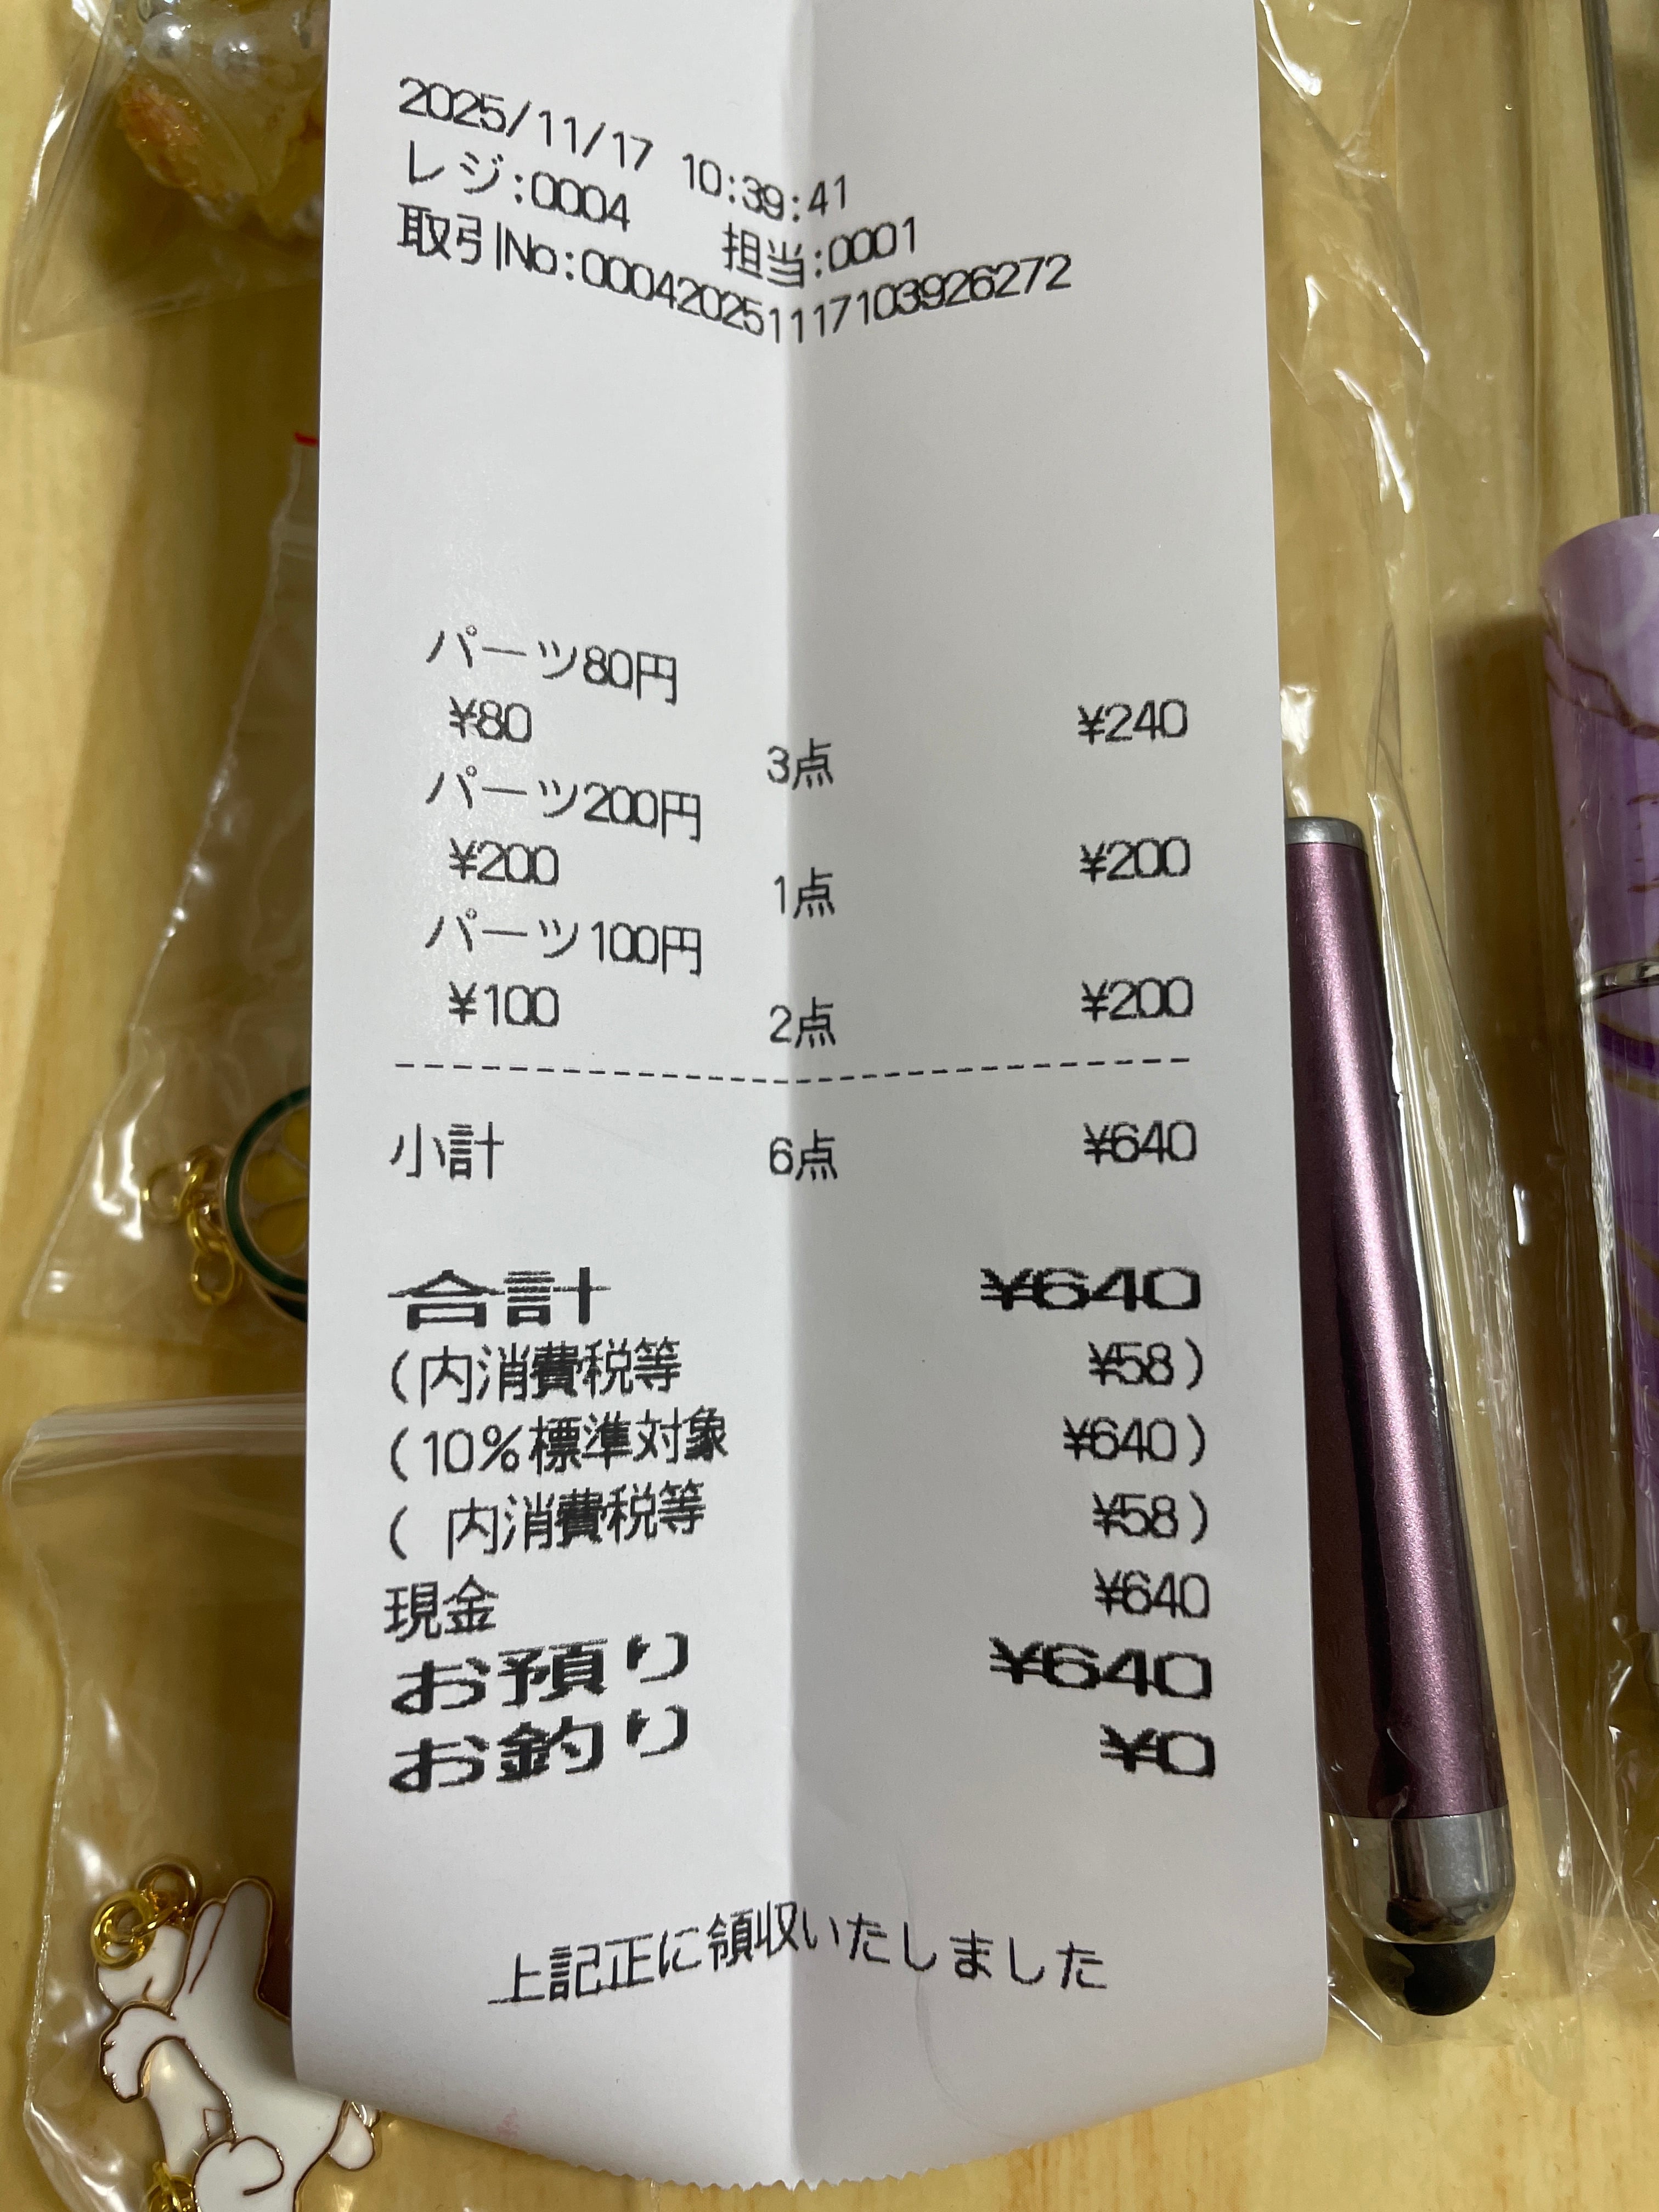 2025/11/17 10:39:41
レジ:0004 担当:0001
取引No:000420251117103926272
パーツ80円
¥80 3点 ¥240
パーツ200円
¥200 1点 ¥200
パーツ100円
¥100 2点 ¥200
小計 6点 ¥640
合計 ¥640
(内消費税等 ¥58)
(10%標準対象 ¥640)
( 内消費税等 ¥58)
現金 ¥640
お預り ¥640
お釣り ¥0
上記正に領収いたしました